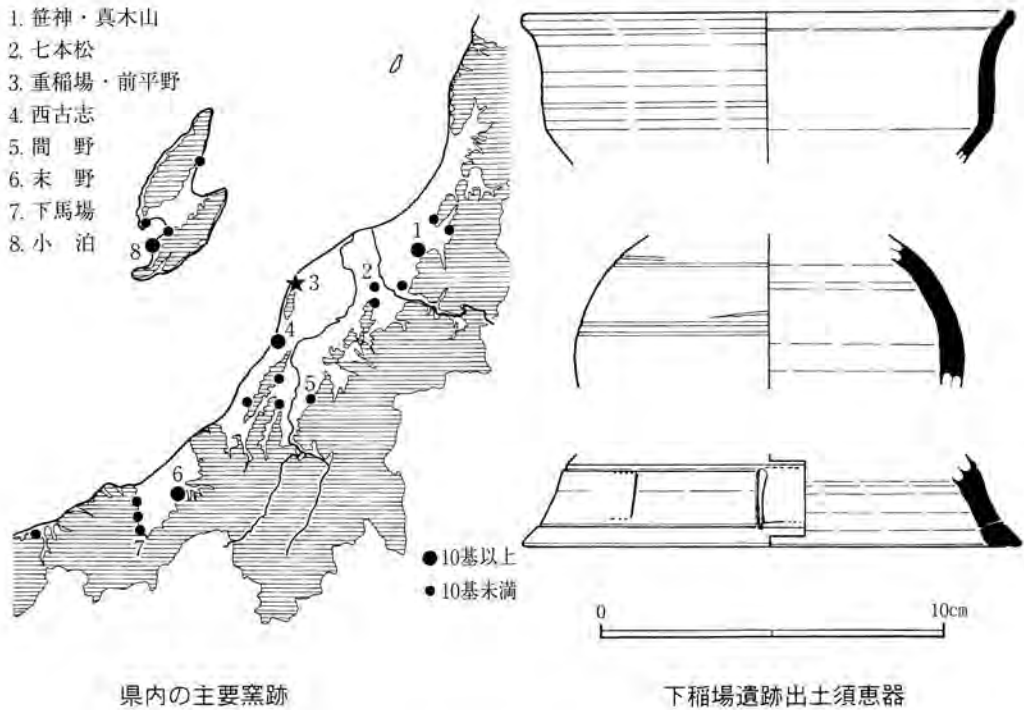 1. 笹神・真木山
2. 七本松
3. 重稲場・前平野
4. 西古志
5. 間　野
6. 末　野
7. 下馬場
8. 小　泊
1
2
3
4
5
6
7
8
●10基以上
●10基未満
県内の主要窯跡
0
10cm
下稲場遺跡出土須恵器